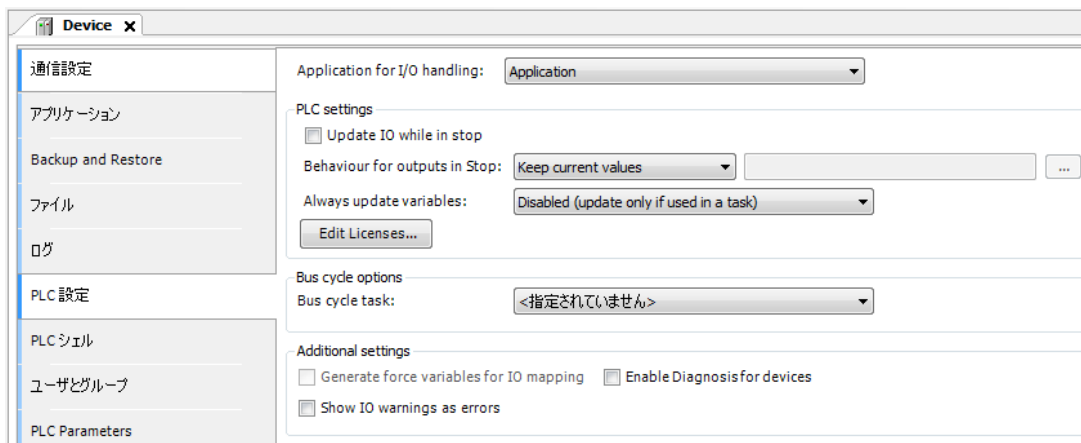 Device
通信設定
アプリケーション
Backup and Restore
ファイル
ログ
PLC 設定
PLC シェル
ユーザとグループ
PLC Parameters
Application for I/O handling: Application
PLC settings
Update IO while in stop
Behaviour for outputs in Stop: Keep current values ...
Always update variables: Disabled (update only if used in a task)
Edit Licenses...
Bus cycle options
Bus cycle task: <指定されていません>
Additional settings
Generate force variables for IO mapping Enable Diagnosis for devices
Show IO warnings as errors